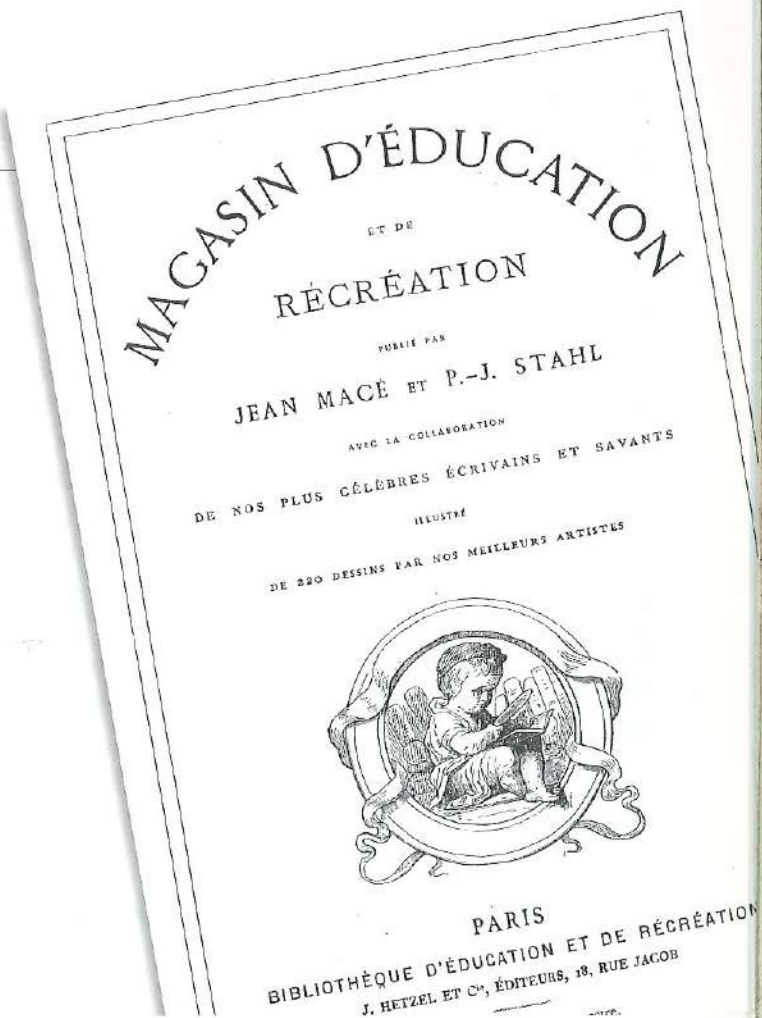 MAGASIN D'ÉDUCATION
ET DE
RÉCRÉATION
PUBLIÉ PAR
JEAN MACÉ ET P.-J. STAHL
AVEC LA COLLABORATION
DE NOS PLUS CÉLÈBRES ÉCRIVAINS ET SAVANTS
ILLUSTRÉ
DE 220 DESSINS PAR NOS MEILLEURS ARTISTES
PARIS
BIBLIOTHÈQUE D'ÉDUCATION ET DE RÉCRÉATION
J. HETZEL ET Cie, ÉDITEURS, 18, RUE JACOB